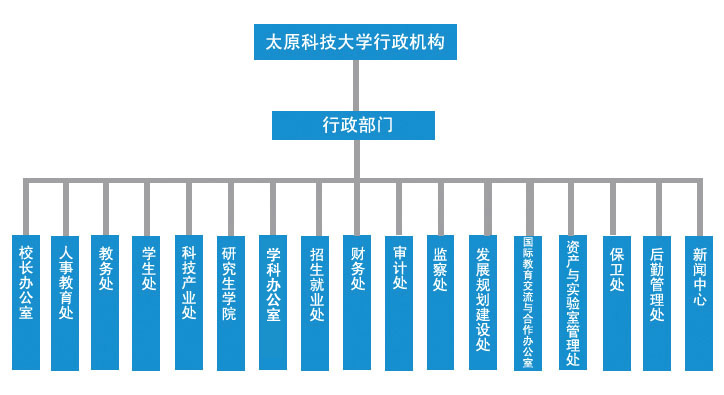 太原科技大学行政机构
行政部门
校长办公室
人事教育处
教务处
学生处
科技产业处
研究生学院
学科办公室
招生就业处
财务处
审计处
监察处
发展规划建设处
国际教育交流与合作办公室
资产与实验室管理处
保卫处
后勤管理处
新闻中心